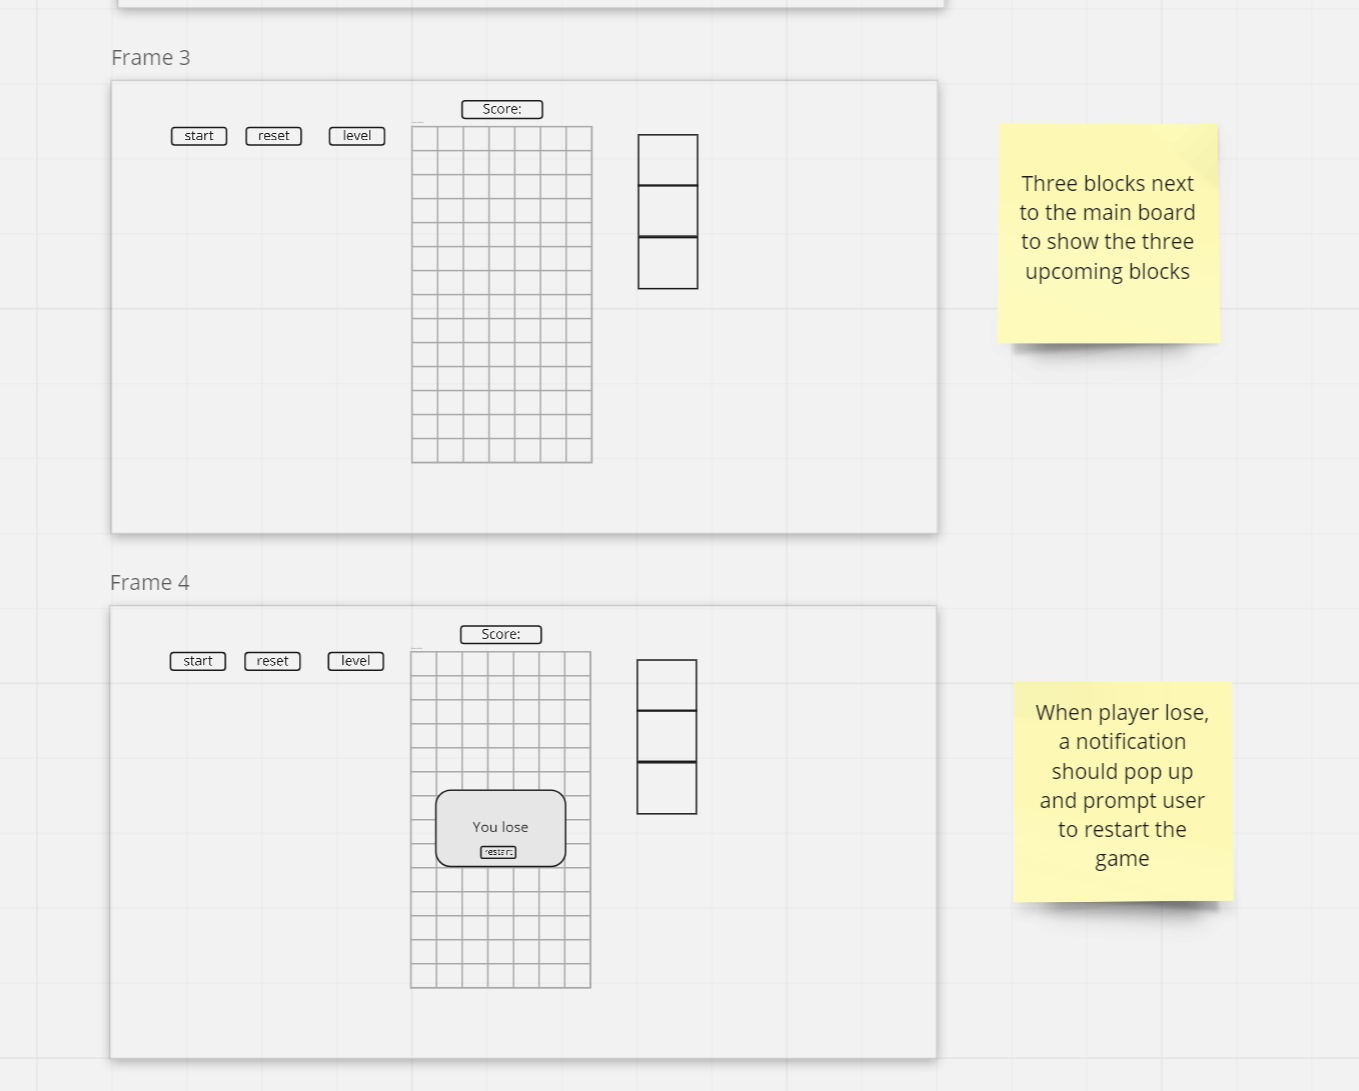 Frame 3
Score:
start
reset
level
Three blocks next
to the main board
to show the three
upcoming blocks
Frame 4
Score:
start
reset
level
You lose
restart
When player lose,
a notification
should pop up
and prompt user
to restart the
game